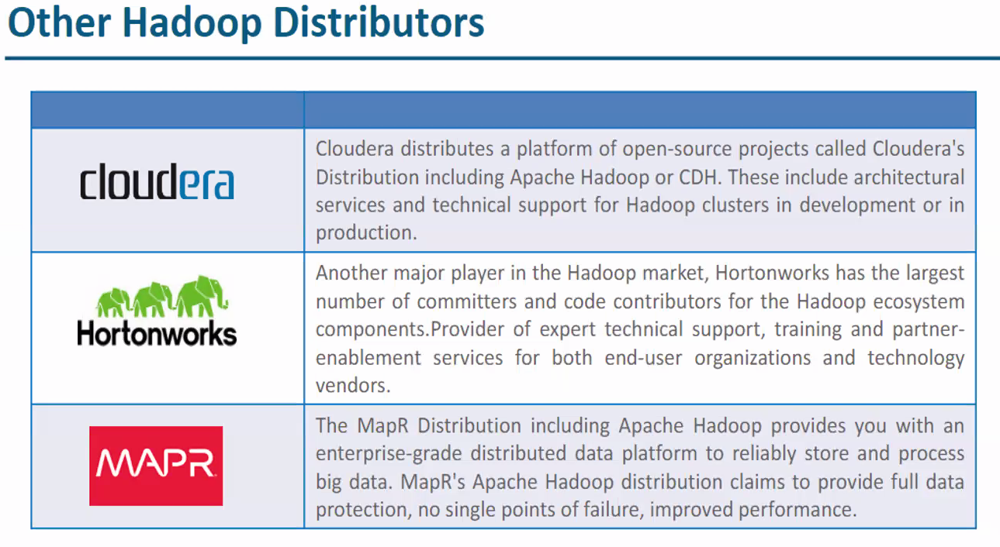 Other Hadoop Distributors
cloudera
Cloudera distributes a platform of open-source projects called Cloudera's
Distribution including Apache Hadoop or CDH. These include architectural
services and technical support for Hadoop clusters in development or in
production.
Hortonworks
Another major player in the Hadoop market, Hortonworks has the largest
number of committers and code contributors for the Hadoop ecosystem
components.Provider of expert technical support, training and partner-
enablement services for both end-user organizations and technology
vendors.
MAPR
The MapR Distribution including Apache Hadoop provides you with an
enterprise-grade distributed data platform to reliably store and process
big data. MapR's Apache Hadoop distribution claims to provide full data
protection, no single points of failure, improved performance.